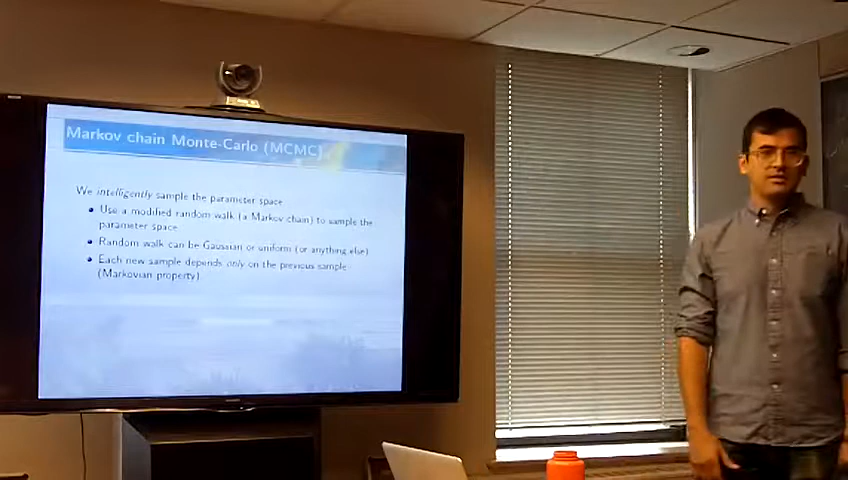 Markov chain Monte-Carlo (MCMC)
We intelligently sample the parameter space
Use a modified random walk (a Markov chain) to sample the
parameter space
Random walk can be Gaussian or uniform (or anything else)
Each new sample depends only on the previous sample
(Markovian property)